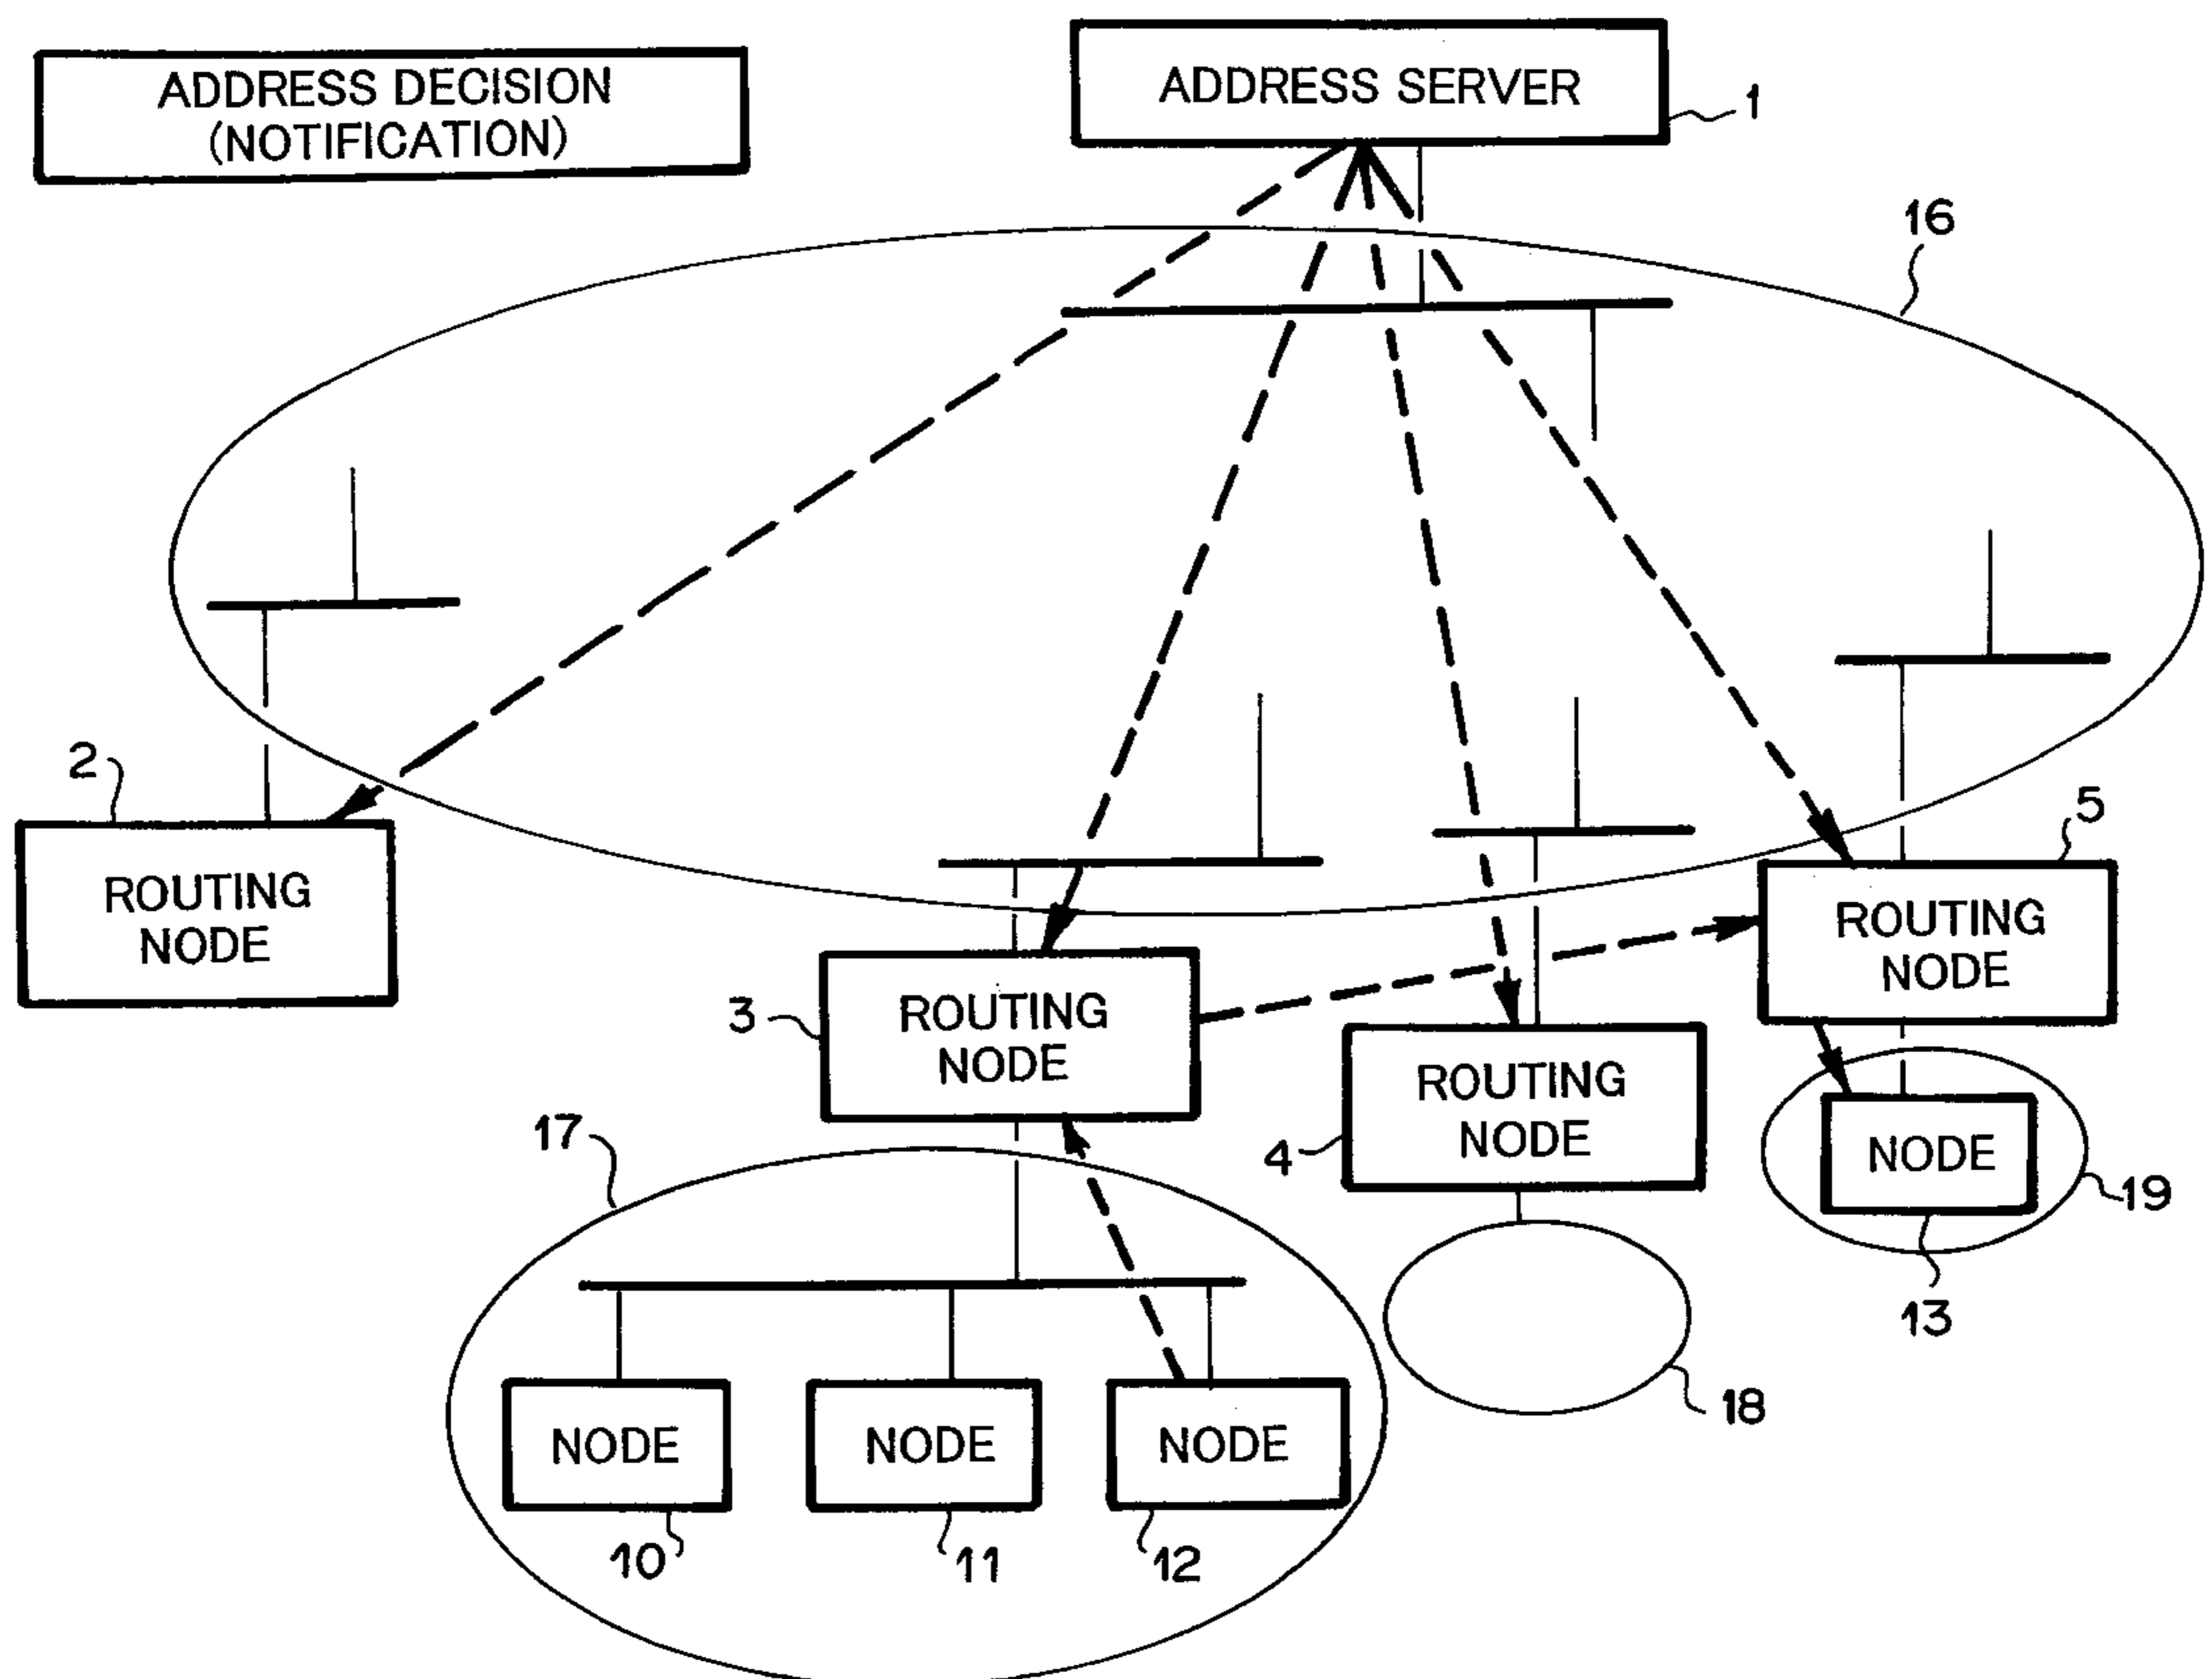 ADDRESS DECISION
(NOTIFICATION)
ADDRESS SERVER
1
16
2
ROUTING
NODE
5
ROUTING
NODE
3
ROUTING
NODE
4
ROUTING
NODE
17
NODE
19
13
18
NODE
NODE
NODE
10
11
12